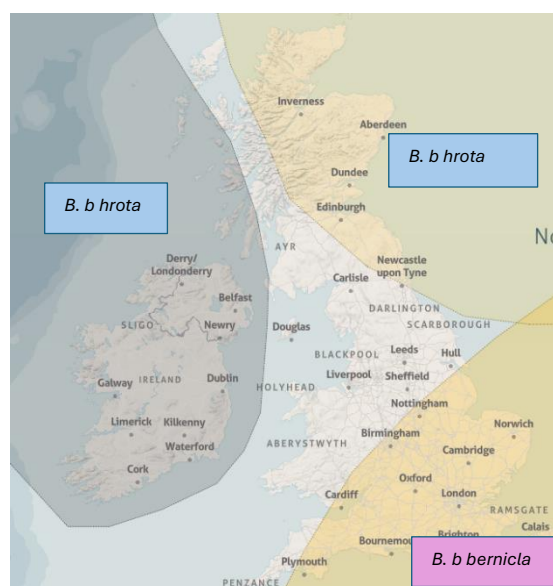 Inverness
Aberdeen
B. b hrota
Dundee
B. b hrota
Edinburgh
No
AYR
Derry/
Londonderry
Newcastle
upon Tyne
Carlisle
Belfast
DARLINGTON
SLIGO
Newry
Douglas
SCARBOROUGH
BLACKPOOL
Leeds
Hull
Galway
IRELAND
Dublin
HOLYHEAD
Liverpool
Sheffield
Nottingham
Limerick
Kilkenny
Norwich
Waterford
ABERYSTWYTH
Birmingham
Cambridge
Cork
Oxford
Cardiff
London
RAMSGATE
Bournemou
Brighton
Calais
B. b bernicla
Plymouth
PENZANCE